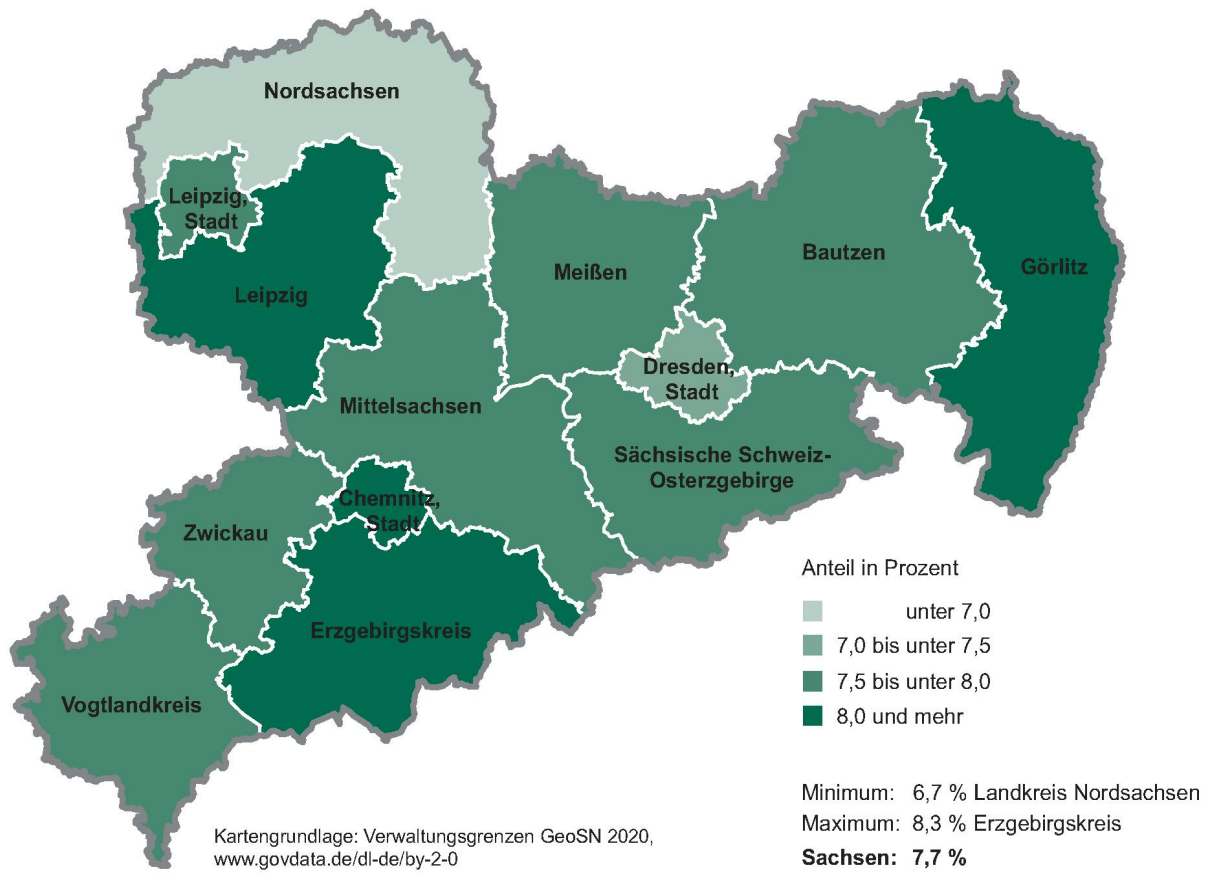 Nordsachsen
Leipzig,
Stadt
Leipzig
Meißen
Bautzen
Görlitz
Dresden,
Stadt
Mittelsachsen
Sächsische Schweiz-
Osterzgebirge
Chemnitz,
Stadt
Zwickau
Erzgebirgskreis
Vogtlandkreis
Anteil in Prozent
unter 7,0
7,0 bis unter 7,5
7,5 bis unter 8,0
8,0 und mehr
Minimum: 6,7 % Landkreis Nordsachsen
Maximum: 8,3 % Erzgebirgskreis
Sachsen: 7,7 %
Kartengrundlage: Verwaltungsgrenzen GeoSN 2020,
www.govdata.de/dl-de/by-2-0